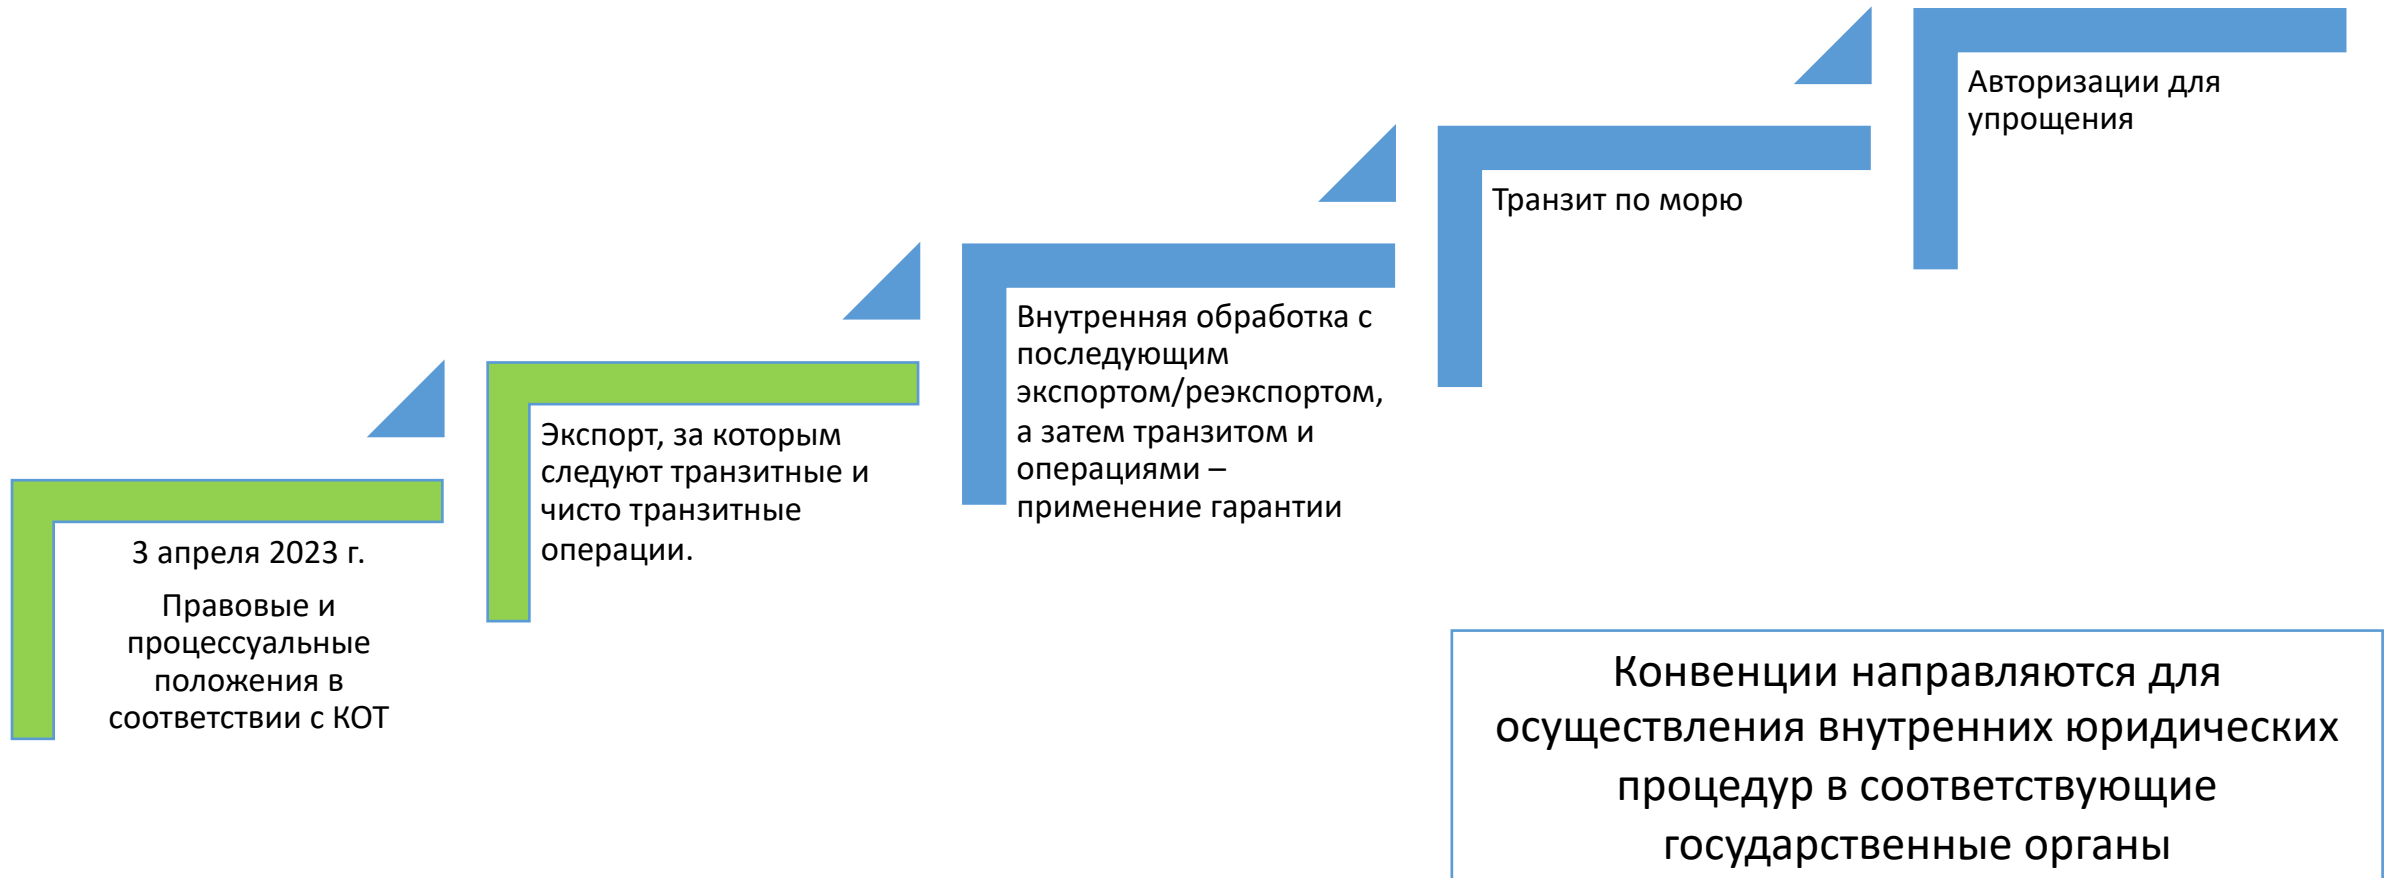 3 апреля 2023 г.
Правовые и
процессуальные
положения в
соответствии с КОТ
Экспорт, за которым
следуют транзитные и
чисто транзитные
операции.
Внутренняя обработка с
последующим
экспортом/реэкспортом,
а затем транзитом и
операциями –
применение гарантии
Транзит по морю
Авторизации для
упрощения
Конвенции направляются для
осуществления внутренних юридических
процедур в соответствующие
государственные органы